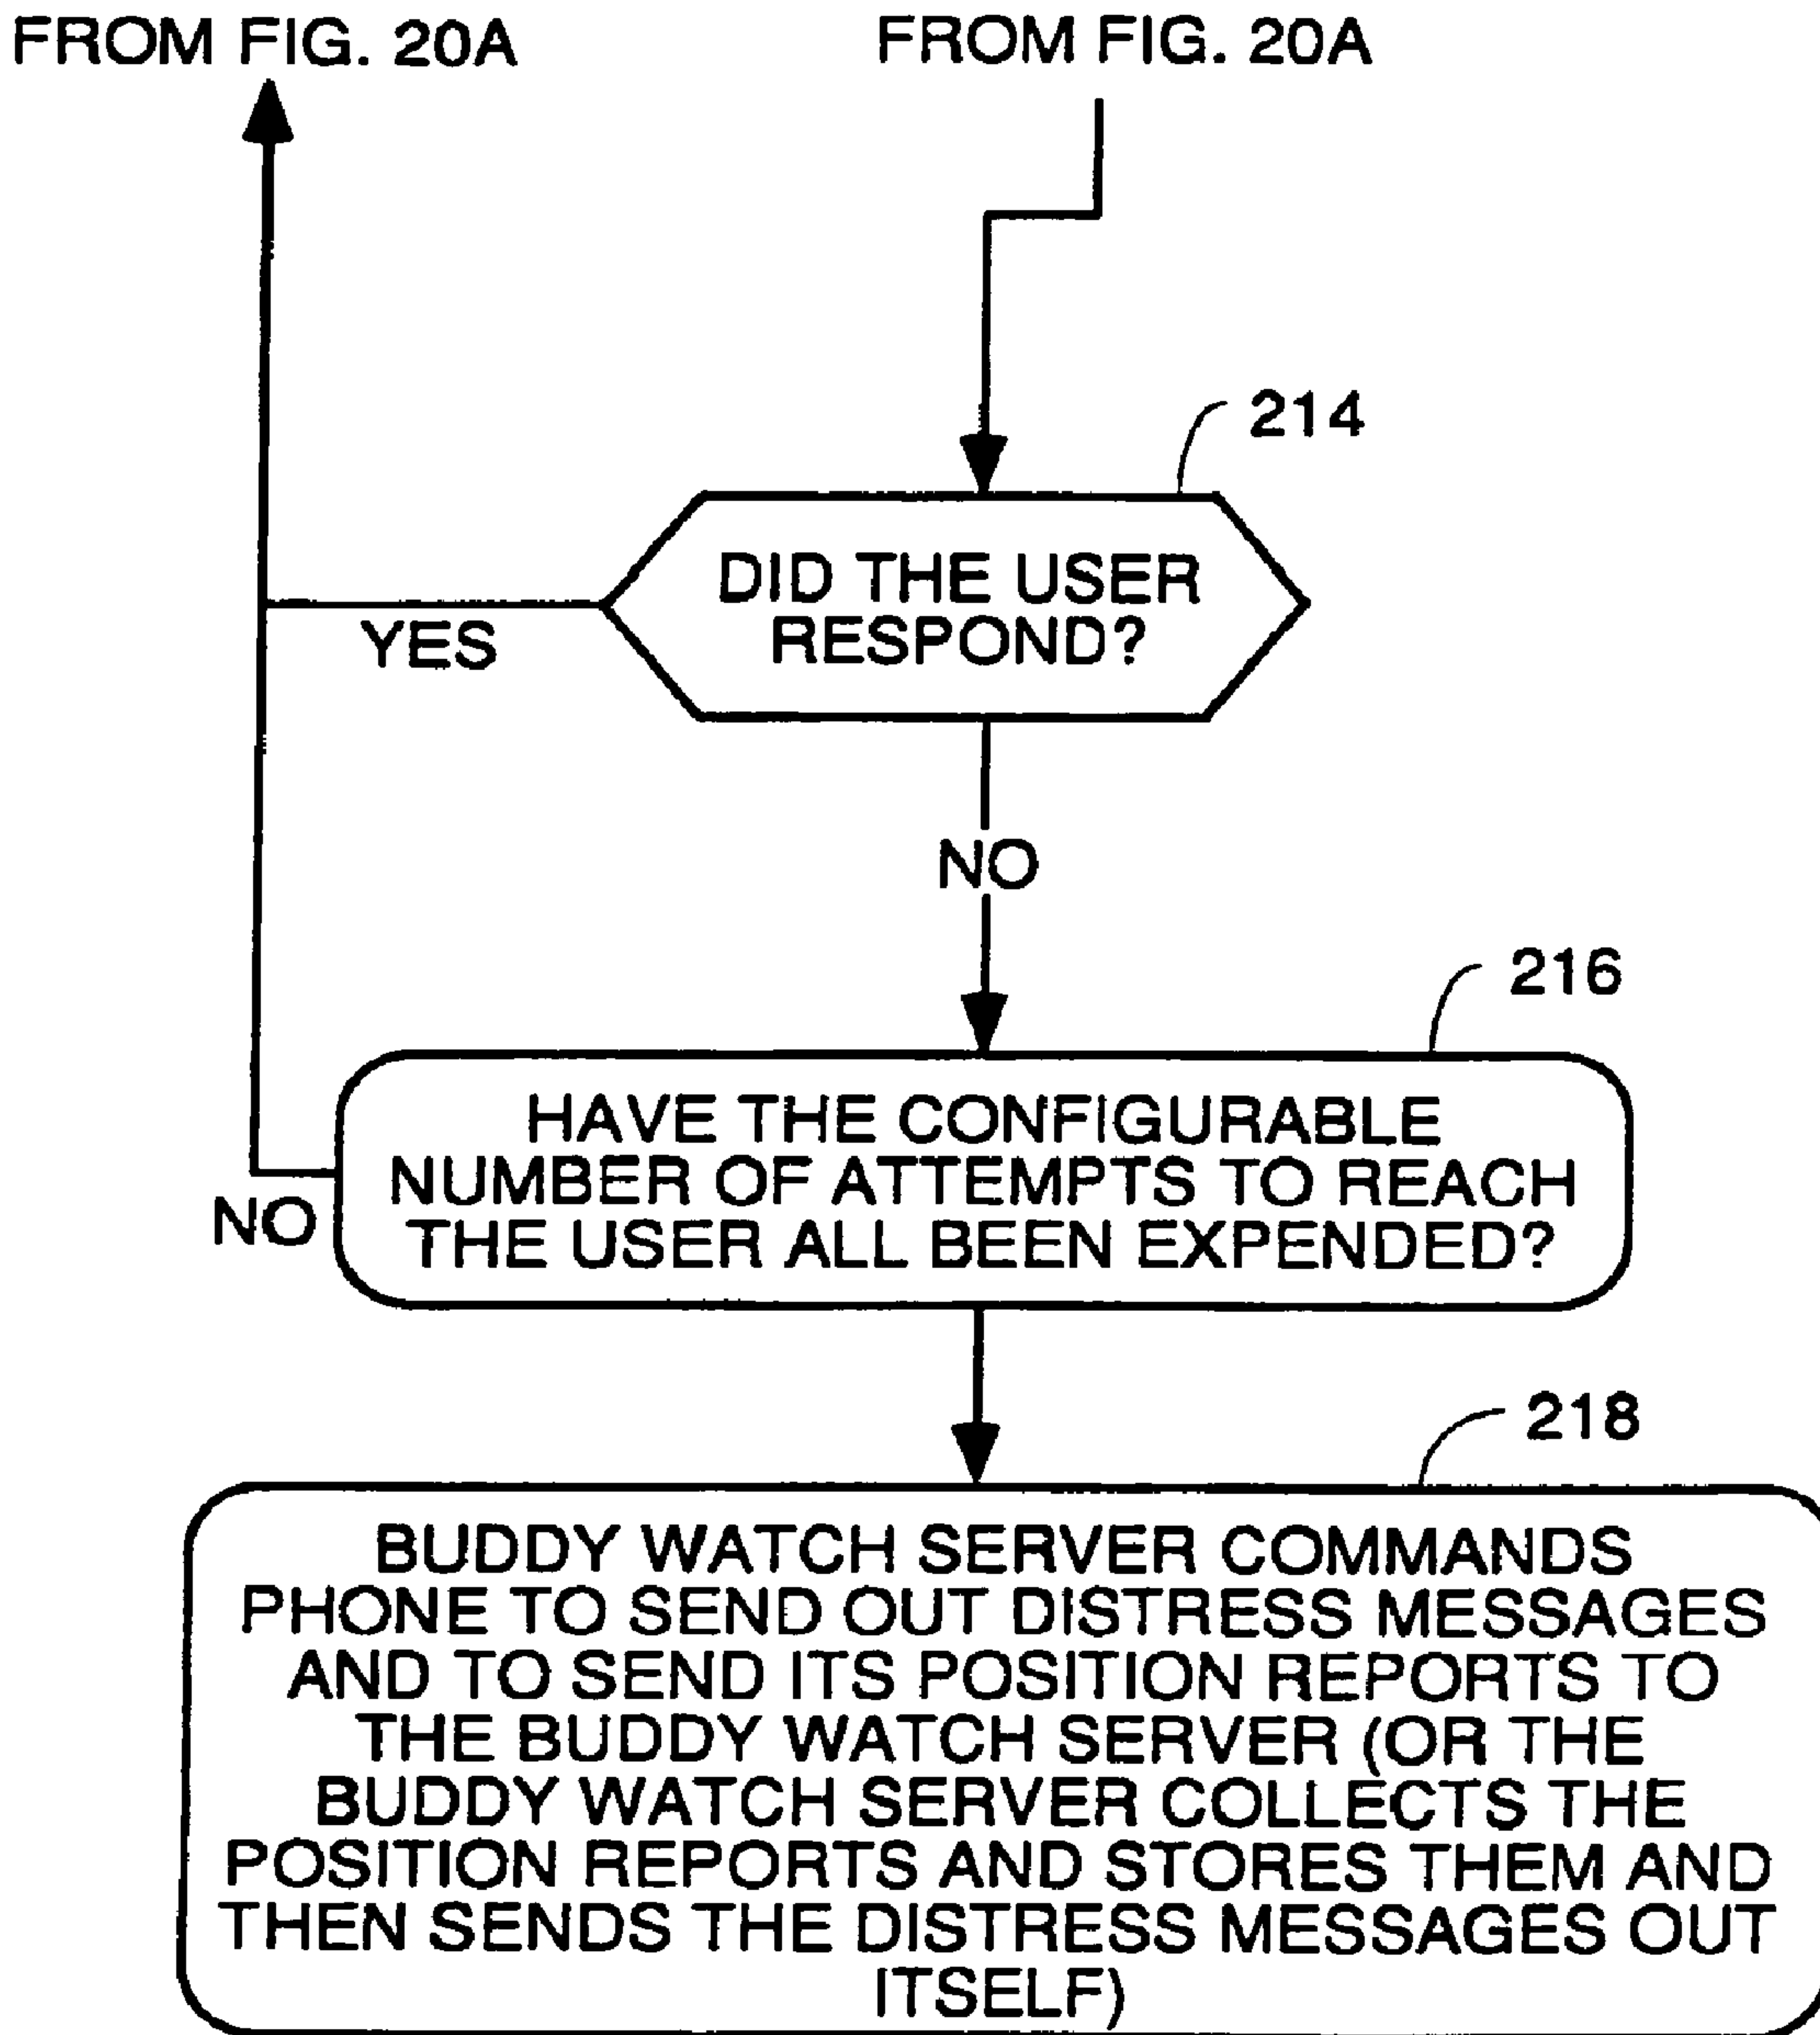 FROM FIG. 20A
FROM FIG. 20A
214
DID THE USER
RESPOND?
YES
NO
216
HAVE THE CONFIGURABLE
NUMBER OF ATTEMPTS TO REACH
THE USER ALL BEEN EXPENDED?
NO
218
BUDDY WATCH SERVER COMMANDS
PHONE TO SEND OUT DISTRESS MESSAGES
AND TO SEND ITS POSITION REPORTS TO
THE BUDDY WATCH SERVER (OR THE
BUDDY WATCH SERVER COLLECTS THE
POSITION REPORTS AND STORES THEM AND
THEN SENDS THE DISTRESS MESSAGES OUT
ITSELF)